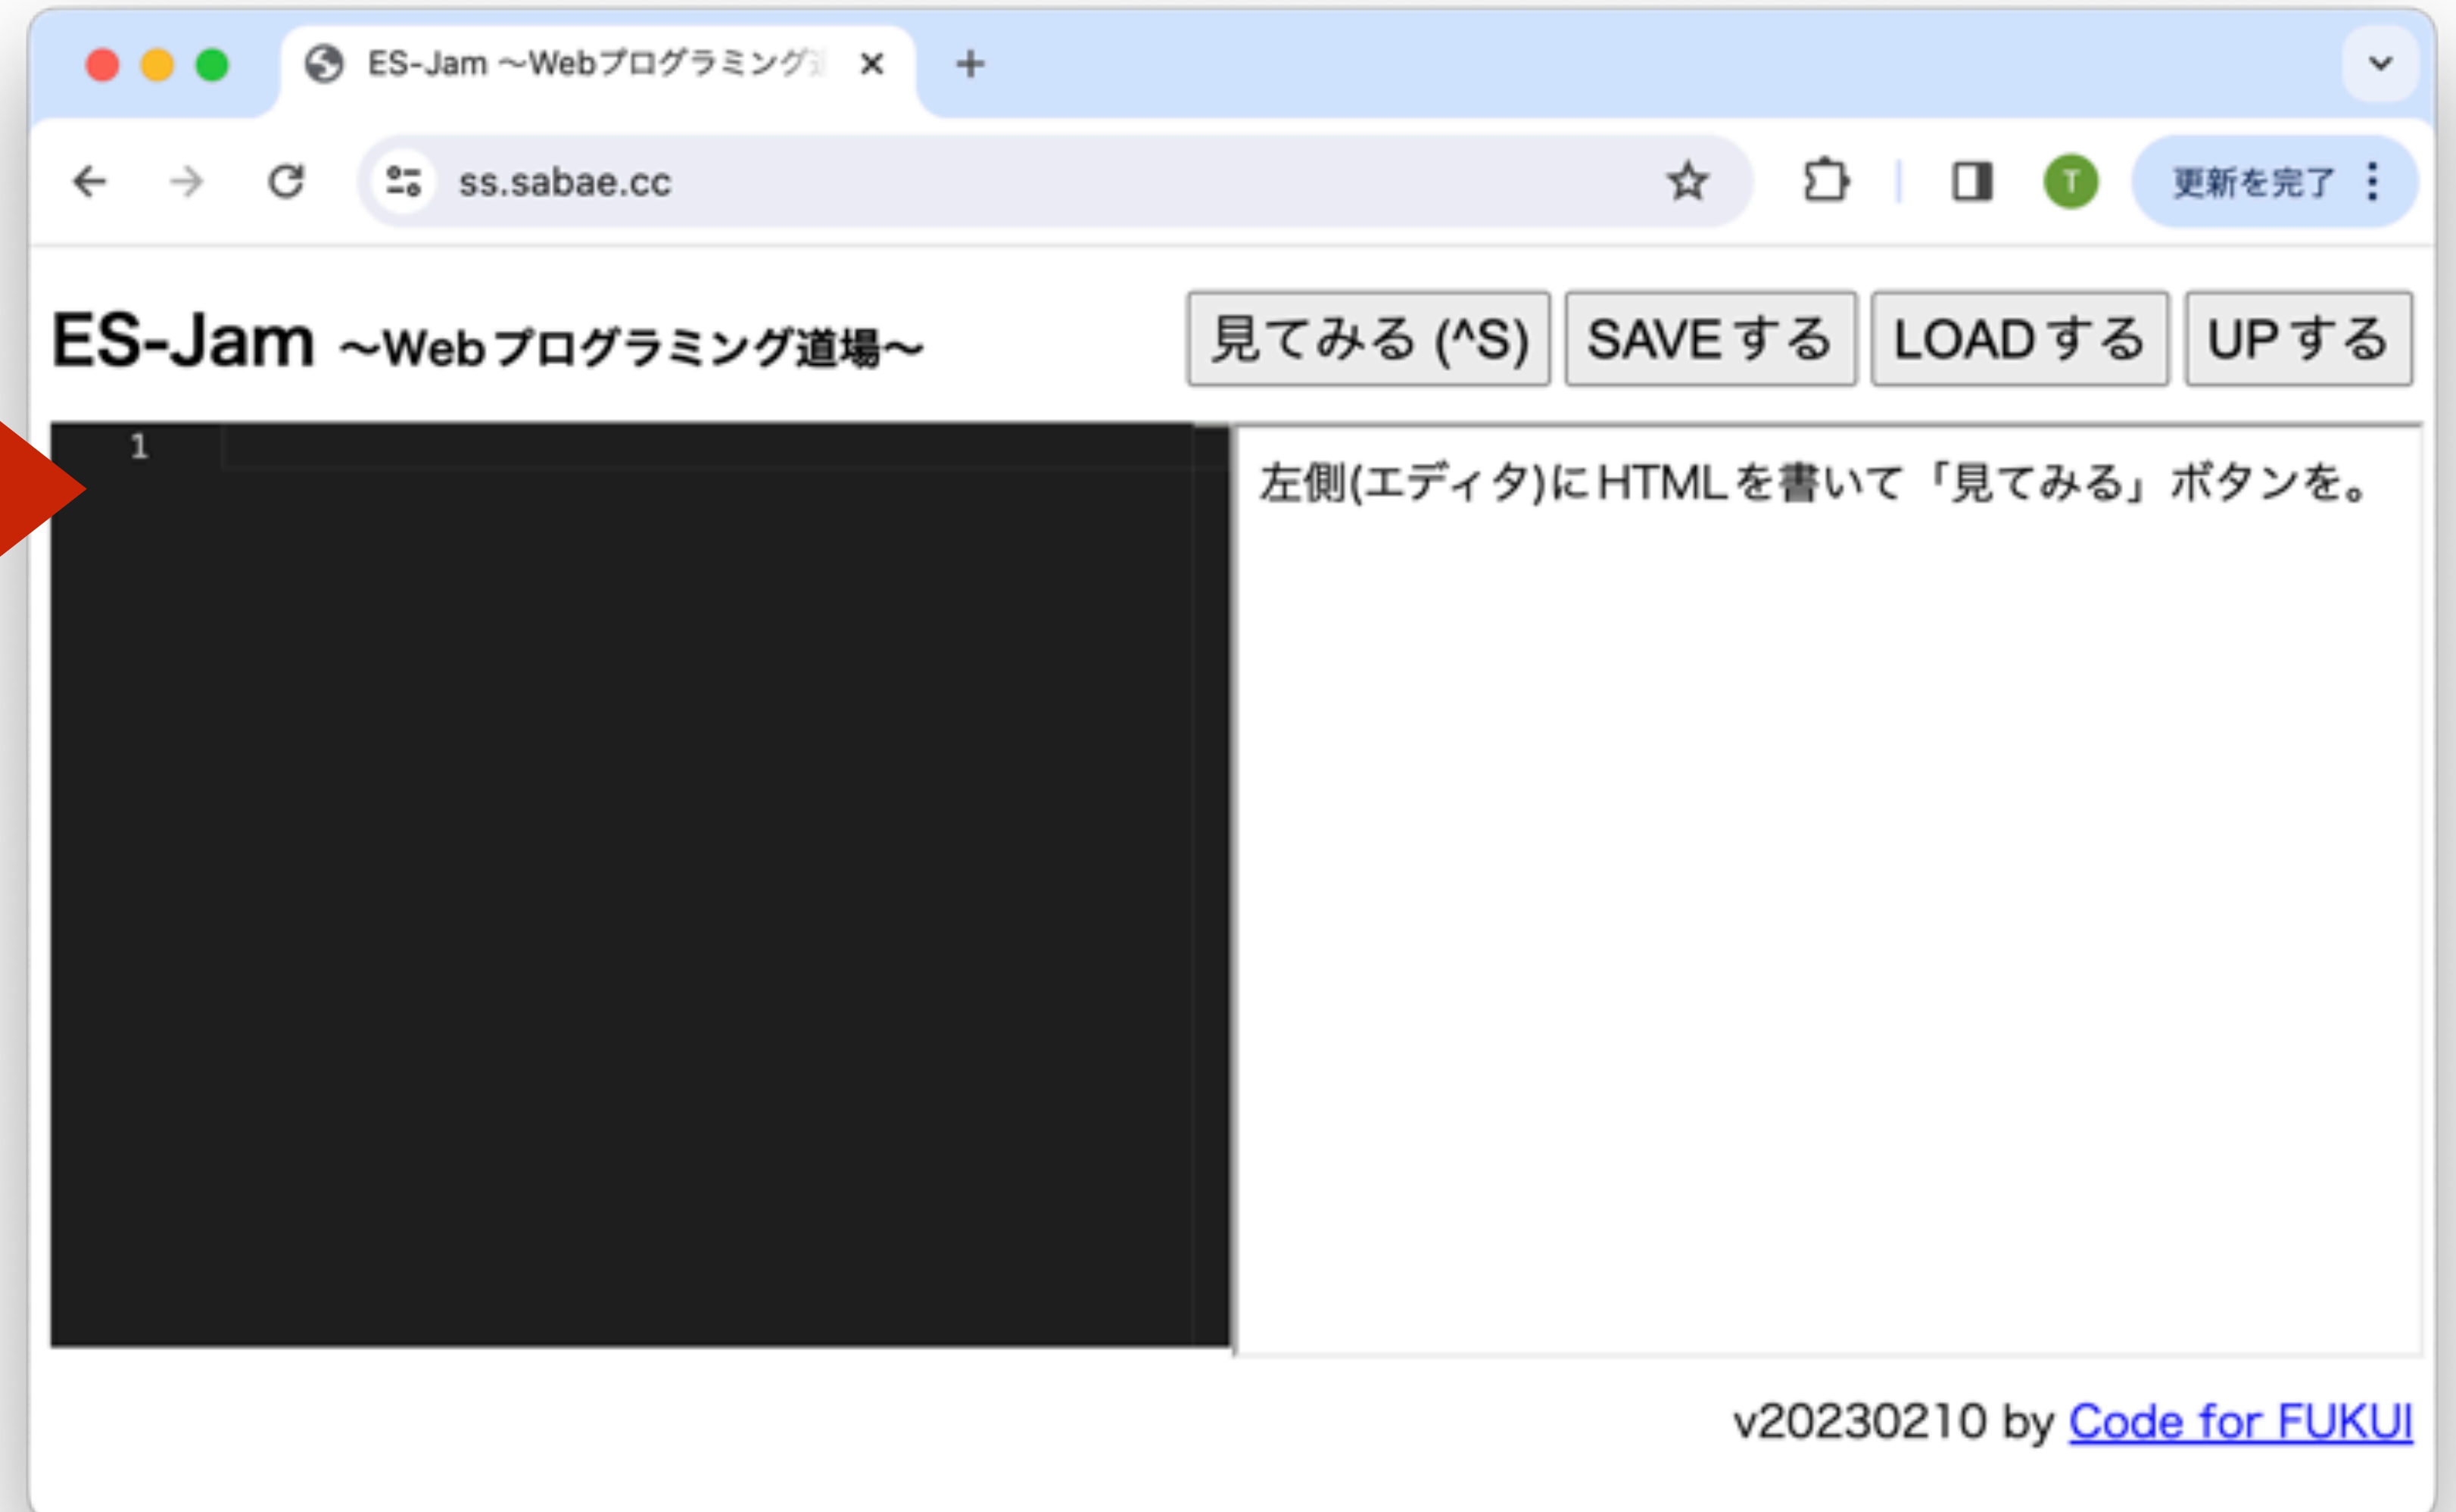 ES-Jam 〜Webプログラミング
ss.sabae.cc
T
更新を完了
ES-Jam 〜Webプログラミング道場〜
見てみる (^S)
SAVEする
LOADする
UPする
1
左側(エディタ)にHTMLを書いて「見てみる」ボタンを。
v20230210 by Code for FUKUI